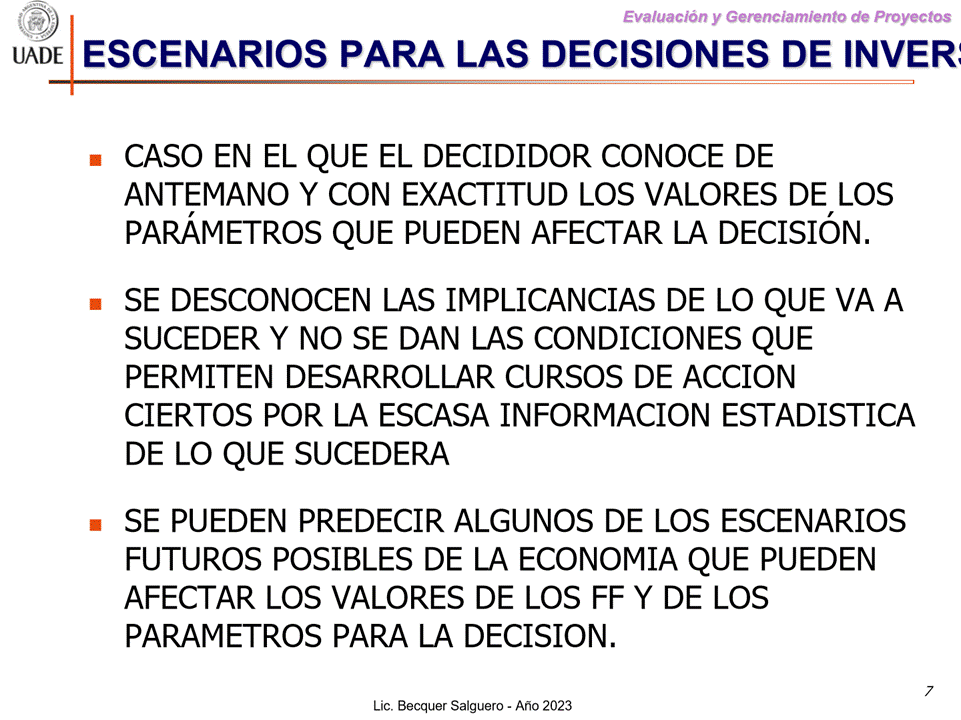 Evaluación y Gerenciamiento de Proyectos
UADE
ESCENARIOS PARA LAS DECISIONES DE INVERS
CASO EN EL QUE EL DECIDIDOR CONOCE DE
ANTEMANO Y CON EXACTITUD LOS VALORES DE LOS
PARÁMETROS QUE PUEDEN AFECTAR LA DECISIÓN.
SE DESCONOCEN LAS IMPLICANCIAS DE LO QUE VA A
SUCEDER Y NO SE DAN LAS CONDICIONES QUE
PERMITEN DESARROLLAR CURSOS DE ACCION
CIERTOS POR LA ESCASA INFORMACION ESTADISTICA
DE LO QUE SUCEDERA
SE PUEDEN PREDECIR ALGUNOS DE LOS ESCENARIOS
FUTUROS POSIBLES DE LA ECONOMIA QUE PUEDEN
AFECTAR LOS VALORES DE LOS FF Y DE LOS
PARAMETROS PARA LA DECISION.
7
Lic. Becquer Salguero - Año 2023